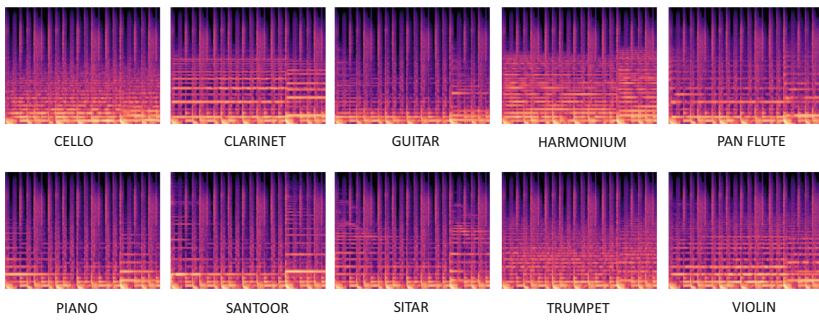 CELLO CLARINET GUITAR HARMONIUM PAN FLUTE
PIANO SANTOOR SITAR TRUMPET VIOLIN